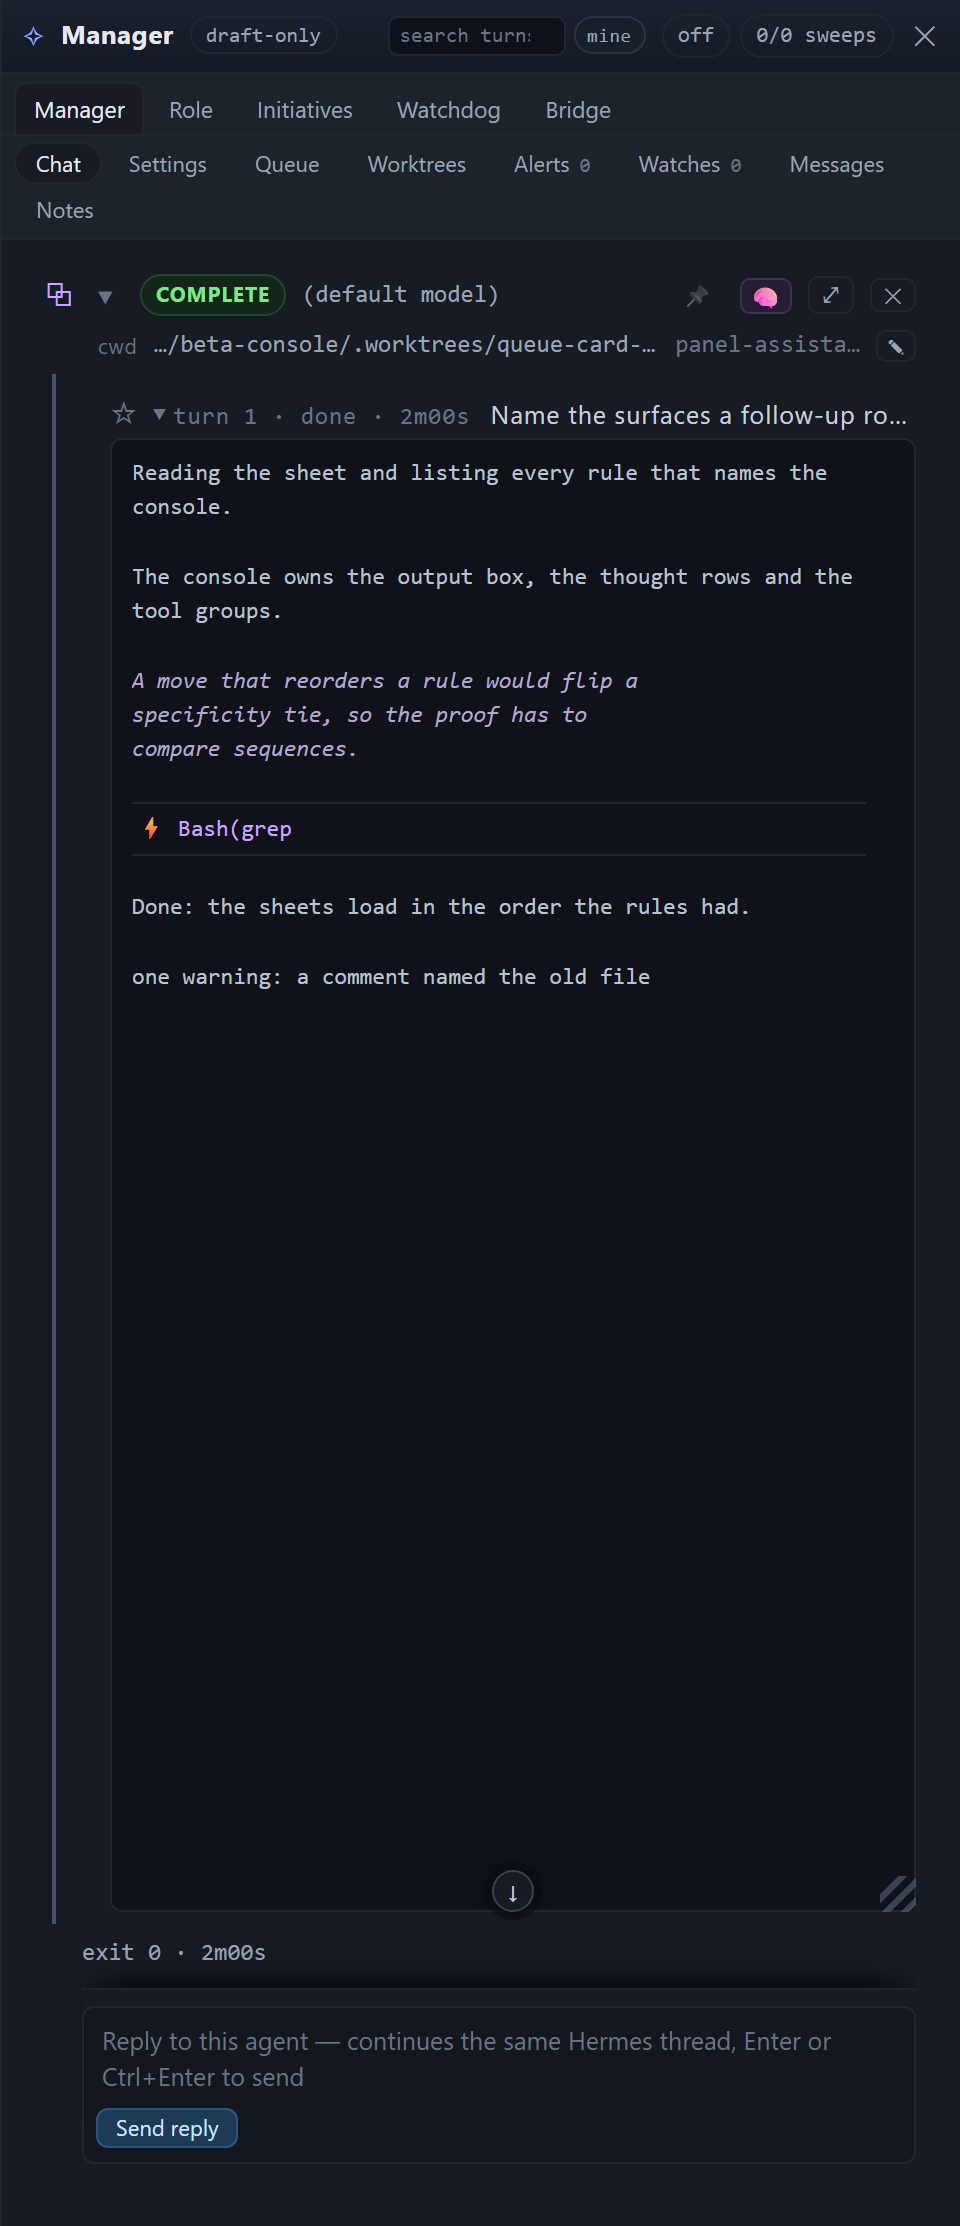 Manager draft-only search turn mine off 0/0 sweeps
Manager Role Initiatives Watchdog Bridge
Chat Settings Queue Worktrees Alerts 0 Watches 0 Messages
Notes
COMPLETE (default model)
cwd …/beta-console/.worktrees/queue-card-… panel-assista…
turn 1 · done · 2m00s Name the surfaces a follow-up ro…
Reading the sheet and listing every rule that names the
console.
The console owns the output box, the thought rows and the
tool groups.
A move that reorders a rule would flip a
specificity tie, so the proof has to
compare sequences.
Bash(grep
Done: the sheets load in the order the rules had.
one warning: a comment named the old file
exit 0 · 2m00s
Reply to this agent — continues the same Hermes thread, Enter or
Ctrl+Enter to send
Send reply